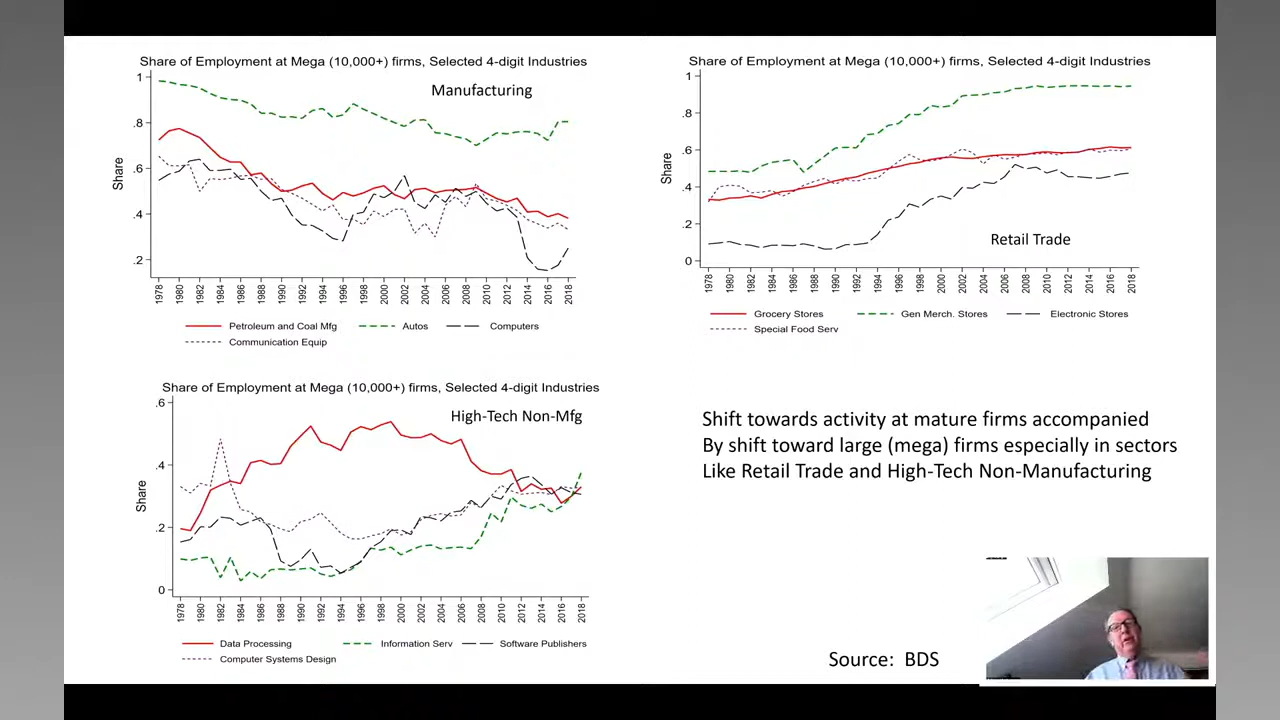 Share of Employment at Mega (10,000+) firms, Selected 4-digit Industries
Manufacturing
Share
1
.8
.6
.4
.2
1978 1980 1982 1984 1986 1988 1990 1992 1994 1996 1998 2000 2002 2004 2006 2008 2010 2012 2014 2016 2018
Petroleum and Coal Mfg Autos Computers
Communication Equip
Share of Employment at Mega (10,000+) firms, Selected 4-digit Industries
Share
1
.8
.6
.4
.2
0
Retail Trade
1978 1980 1982 1984 1986 1988 1990 1992 1994 1996 1998 2000 2002 2004 2006 2008 2010 2012 2014 2016 2018
Grocery Stores Gen Merch. Stores Electronic Stores
Special Food Serv
Share of Employment at Mega (10,000+) firms, Selected 4-digit Industries
High-Tech Non-Mfg
Share
.6
.4
.2
0
1978 1980 1982 1984 1986 1988 1990 1992 1994 1996 1998 2000 2002 2004 2006 2008 2010 2012 2014 2016 2018
Data Processing Information Serv Software Publishers
Computer Systems Design
Shift towards activity at mature firms accompanied
By shift toward large (mega) firms especially in sectors
Like Retail Trade and High-Tech Non-Manufacturing
Source: BDS